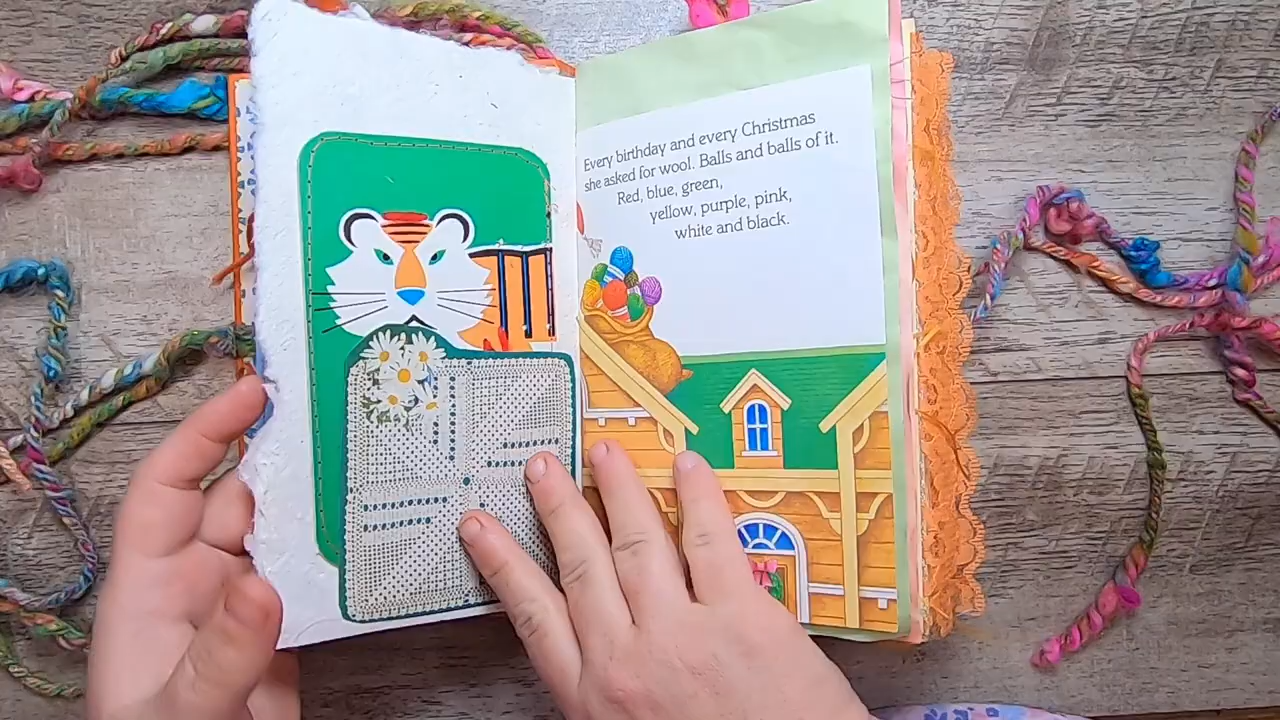 Every birthday and every Christmas
she asked for wool. Balls and balls of it.
Red, blue, green,
yellow, purple, pink,
white and black.